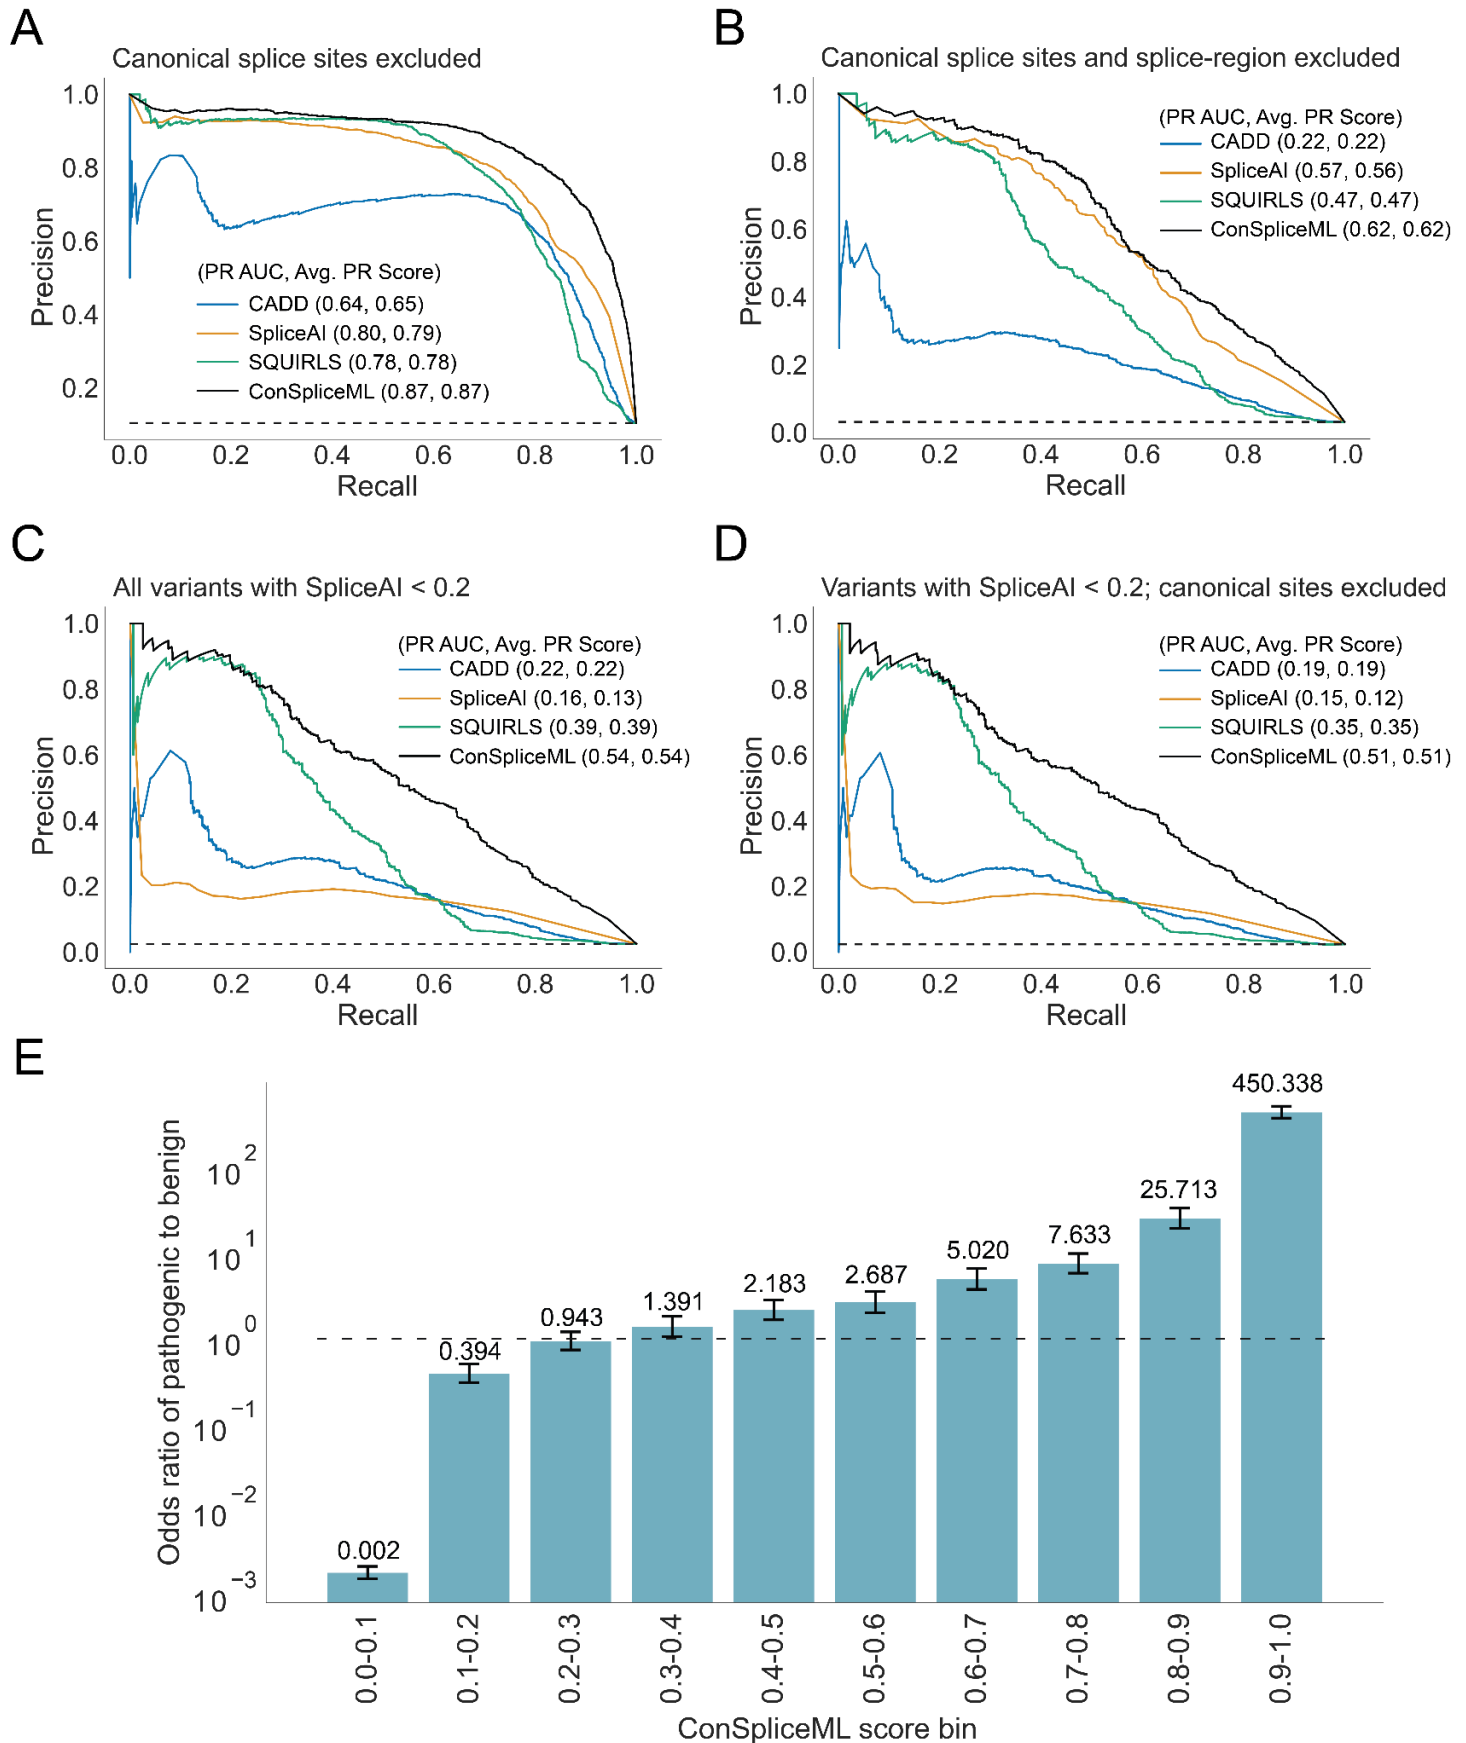 A
Canonical splice sites excluded
1.0
0.8
0.6
0.4
0.2
Precision
(PR AUC, Avg. PR Score)
CADD (0.64, 0.65)
SpliceAI (0.80, 0.79)
SQUIRLS (0.78, 0.78)
ConSpliceML (0.87, 0.87)
0.0 0.2 0.4 0.6 0.8 1.0
Recall
B
Canonical splice sites and splice-region excluded
1.0
0.8
0.6
0.4
0.2
0.0
Precision
(PR AUC, Avg. PR Score)
CADD (0.22, 0.22)
SpliceAI (0.57, 0.56)
SQUIRLS (0.47, 0.47)
ConSpliceML (0.62, 0.62)
0.0 0.2 0.4 0.6 0.8 1.0
Recall
C
All variants with SpliceAI < 0.2
1.0
0.8
0.6
0.4
0.2
0.0
Precision
(PR AUC, Avg. PR Score)
CADD (0.22, 0.22)
SpliceAI (0.16, 0.13)
SQUIRLS (0.39, 0.39)
ConSpliceML (0.54, 0.54)
0.0 0.2 0.4 0.6 0.8 1.0
Recall
D
Variants with SpliceAI < 0.2; canonical sites excluded
1.0
0.8
0.6
0.4
0.2
0.0
Precision
(PR AUC, Avg. PR Score)
CADD (0.19, 0.19)
SpliceAI (0.15, 0.12)
SQUIRLS (0.35, 0.35)
ConSpliceML (0.51, 0.51)
0.0 0.2 0.4 0.6 0.8 1.0
Recall
E
Odds ratio of pathogenic to benign
10^2
10^1
10^0
10^−1
10^−2
10^−3
0.002
0.394
0.943
1.391
2.183
2.687
5.020
7.633
25.713
450.338
0.0-0.1
0.1-0.2
0.2-0.3
0.3-0.4
0.4-0.5
0.5-0.6
0.6-0.7
0.7-0.8
0.8-0.9
0.9-1.0
ConSpliceML score bin